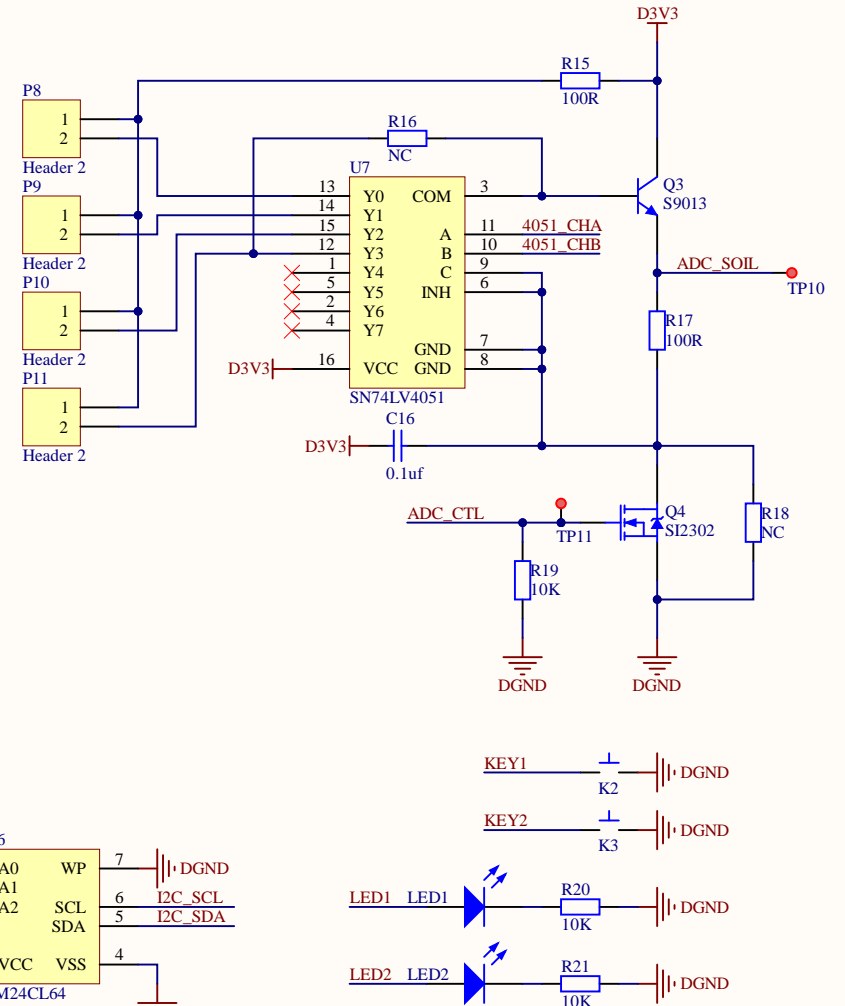 D3V3
R15
100R
P8
1
2
Header 2
R16
NC
U7
P9
1
2
Header 2
P10
1
2
Header 2
P11
1
2
Header 2
13 Y0 COM 3
14 Y1
15 Y2 A 11 4051_CHA
12 Y3 B 10 4051_CHB
1 Y4 C 9
5 Y5 INH 6
2 Y6
4 Y7
GND 7
D3V3 16 VCC GND 8
SN74LV4051
Q3
S9013
ADC_SOIL
TP10
R17
100R
C16
D3V3
0.1uf
ADC_CTL
TP11
Q4
SI2302
R18
NC
R19
10K
DGND
DGND
KEY1
K2
DGND
KEY2
K3
DGND
6
A0 WP 7 DGND
A1
A2 SCL 6 I2C_SCL
SDA 5 I2C_SDA
VCC VSS 4
M24CL64
LED1 LED1 R20 DGND
10K
LED2 LED2 R21 DGND
10K